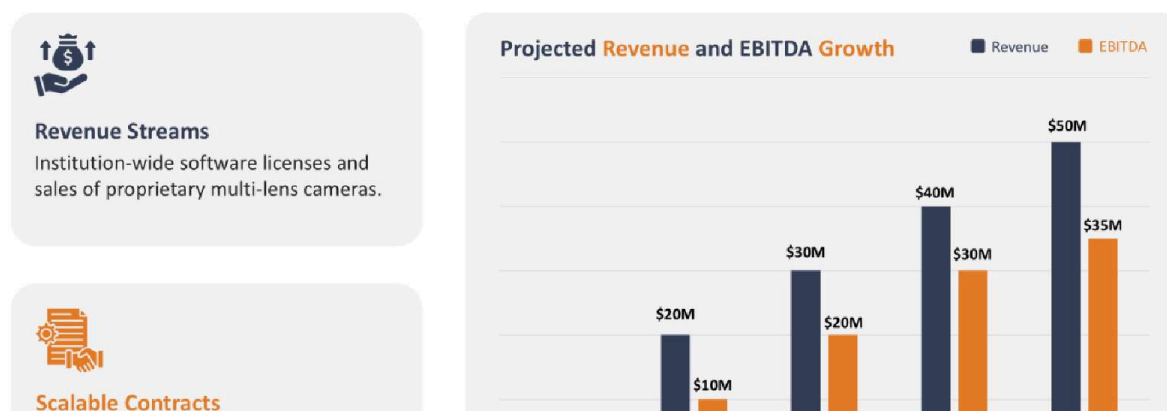 Revenue Streams
Institution-wide software licenses and
sales of proprietary multi-lens cameras.
Scalable Contracts
Projected Revenue and EBITDA Growth
Revenue
EBITDA
$50M
$40M
$35M
$30M
$30M
$20M
$20M
$10M